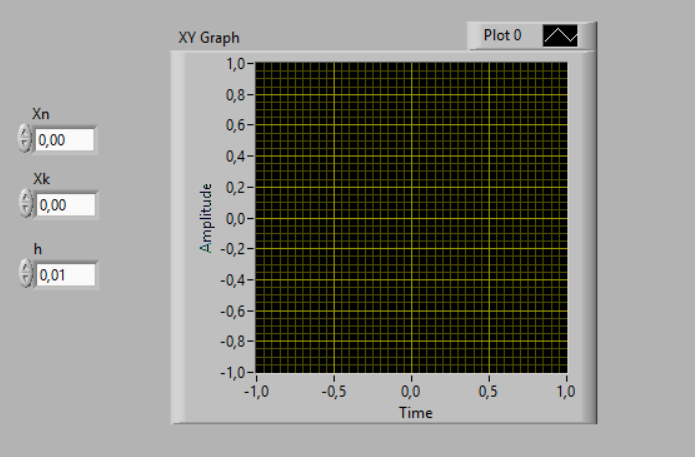 XY Graph
Plot 0
Xn
0,00
Xk
0,00
h
0,01
Amplitude
1,0
0,8
0,6
0,4
0,2
0,0
-0,2
-0,4
-0,6
-0,8
-1,0
-1,0 -0,5 0,0 0,5 1,0
Time